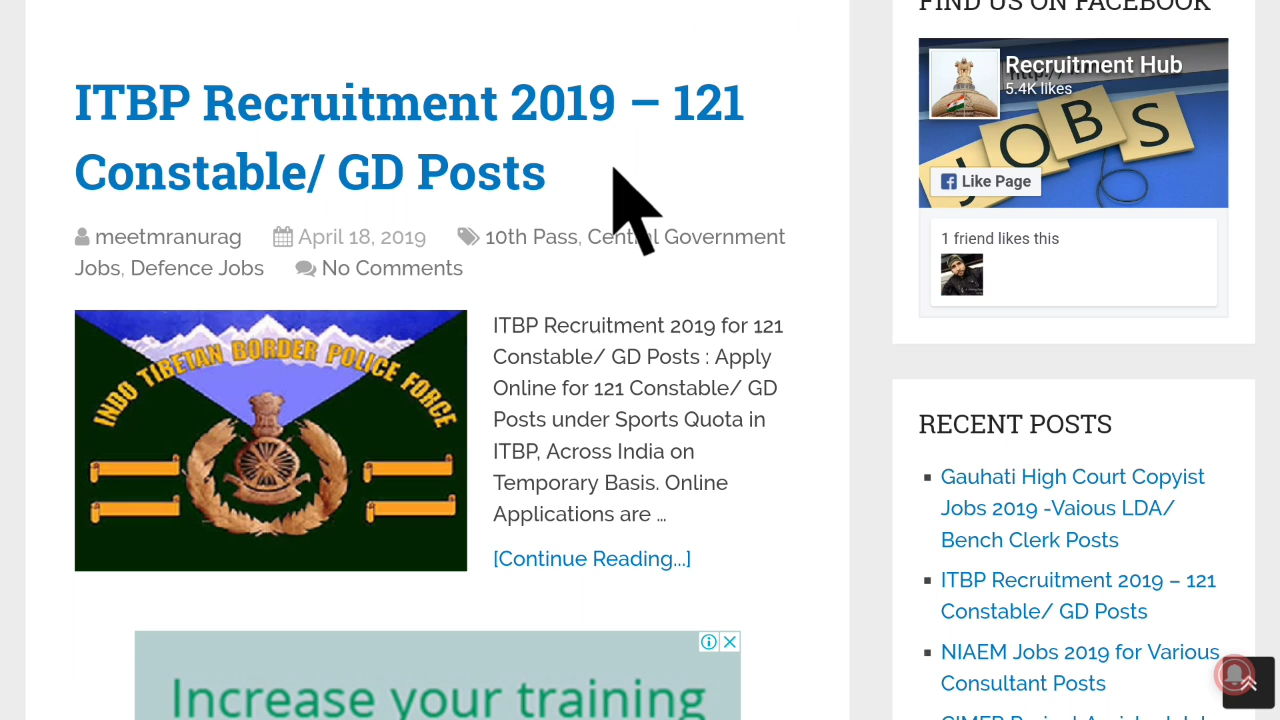 FIND US ON FACEBOOK
ITBP Recruitment 2019 – 121
Constable/ GD Posts
meetmranurag April 18, 2019 10th Pass, Central Government
Jobs, Defence Jobs No Comments
INDO TIBETAN BORDER POLICE FORCE
ITBP Recruitment 2019 for 121
Constable/ GD Posts : Apply
Online for 121 Constable/ GD
Posts under Sports Quota in
ITBP, Across India on
Temporary Basis. Online
Applications are ...
[Continue Reading...]
Increase your training
Recruitment Hub
http://
5.4K likes
JOBS
Like Page
1 friend likes this
RECENT POSTS
Gauhati High Court Copyist
Jobs 2019 -Vaious LDA/
Bench Clerk Posts
ITBP Recruitment 2019 – 121
Constable/ GD Posts
NIAEM Jobs 2019 for Various
Consultant Posts